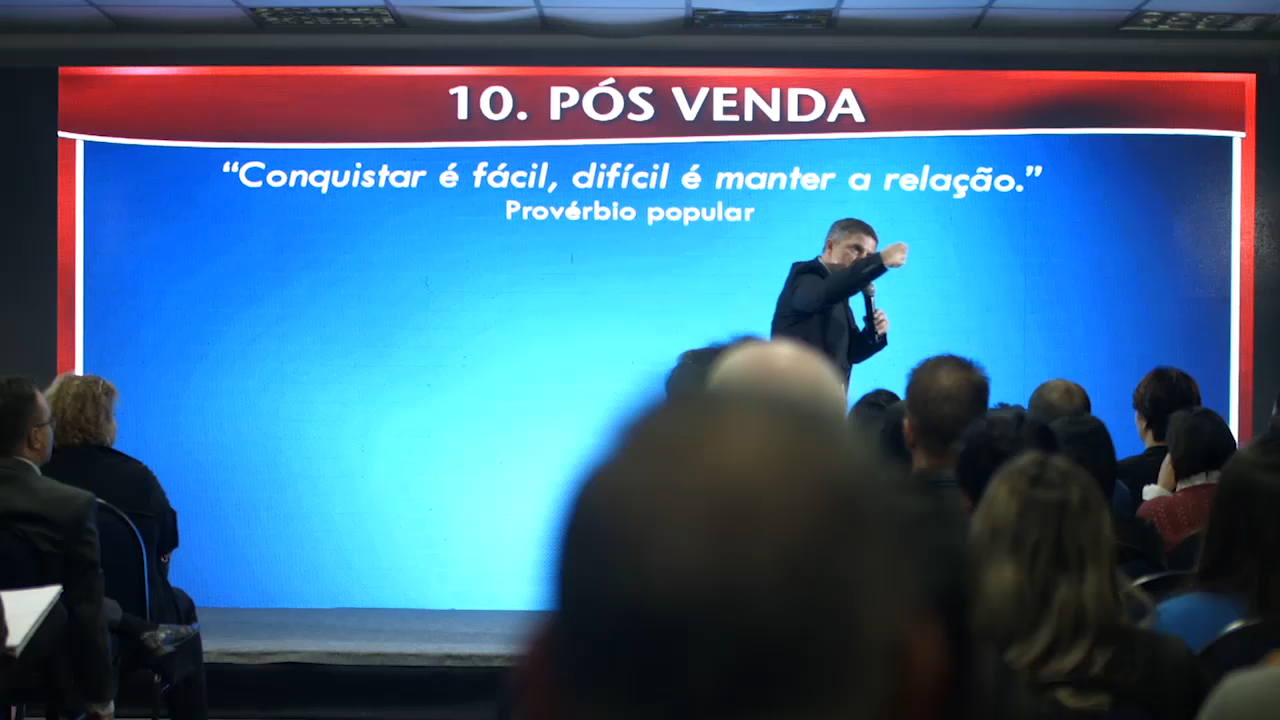 10. PÓS VENDA
“Conquistar é fácil, difícil é manter a relação.”
Provérbio popular